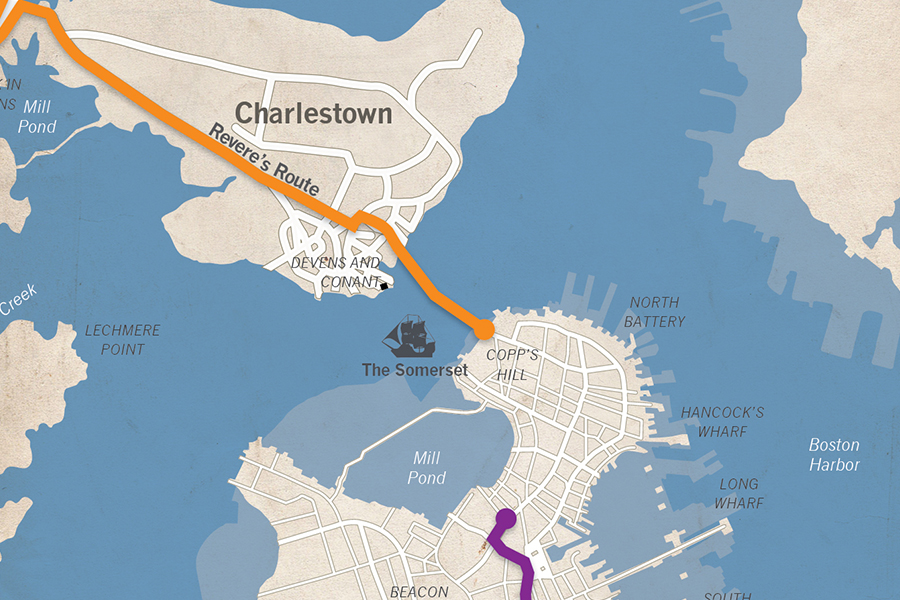 Charlestown
Revere's Route
K IN
NS
Mill
Pond
DEVENS AND
CONANT
Creek
LECHMERE
POINT
The Somerset
COPP'S
HILL
NORTH
BATTERY
HANCOCK'S
WHARF
Boston
Harbor
Mill
Pond
LONG
WHARF
BEACON
SOUTH